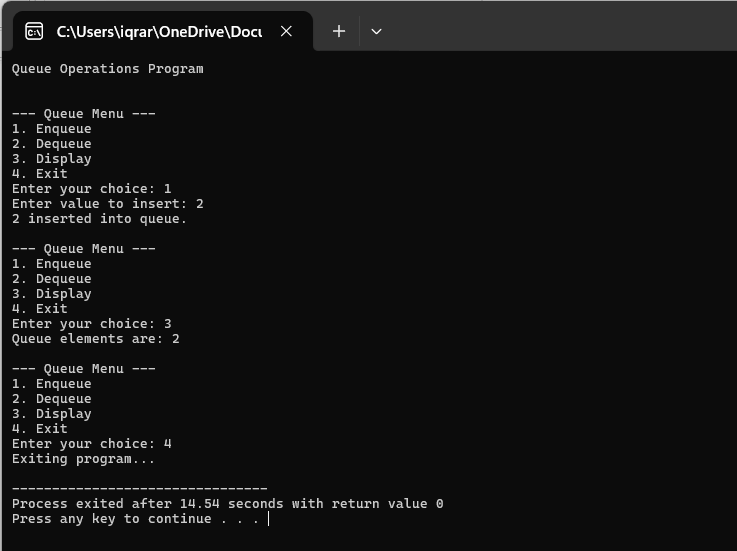 C:\Users\iqrar\OneDrive\Docu
Queue Operations Program
--- Queue Menu ---
1. Enqueue
2. Dequeue
3. Display
4. Exit
Enter your choice: 1
Enter value to insert: 2
2 inserted into queue.
--- Queue Menu ---
1. Enqueue
2. Dequeue
3. Display
4. Exit
Enter your choice: 3
Queue elements are: 2
--- Queue Menu ---
1. Enqueue
2. Dequeue
3. Display
4. Exit
Enter your choice: 4
Exiting program...
--------------------------------
Process exited after 14.54 seconds with return value 0
Press any key to continue . . .